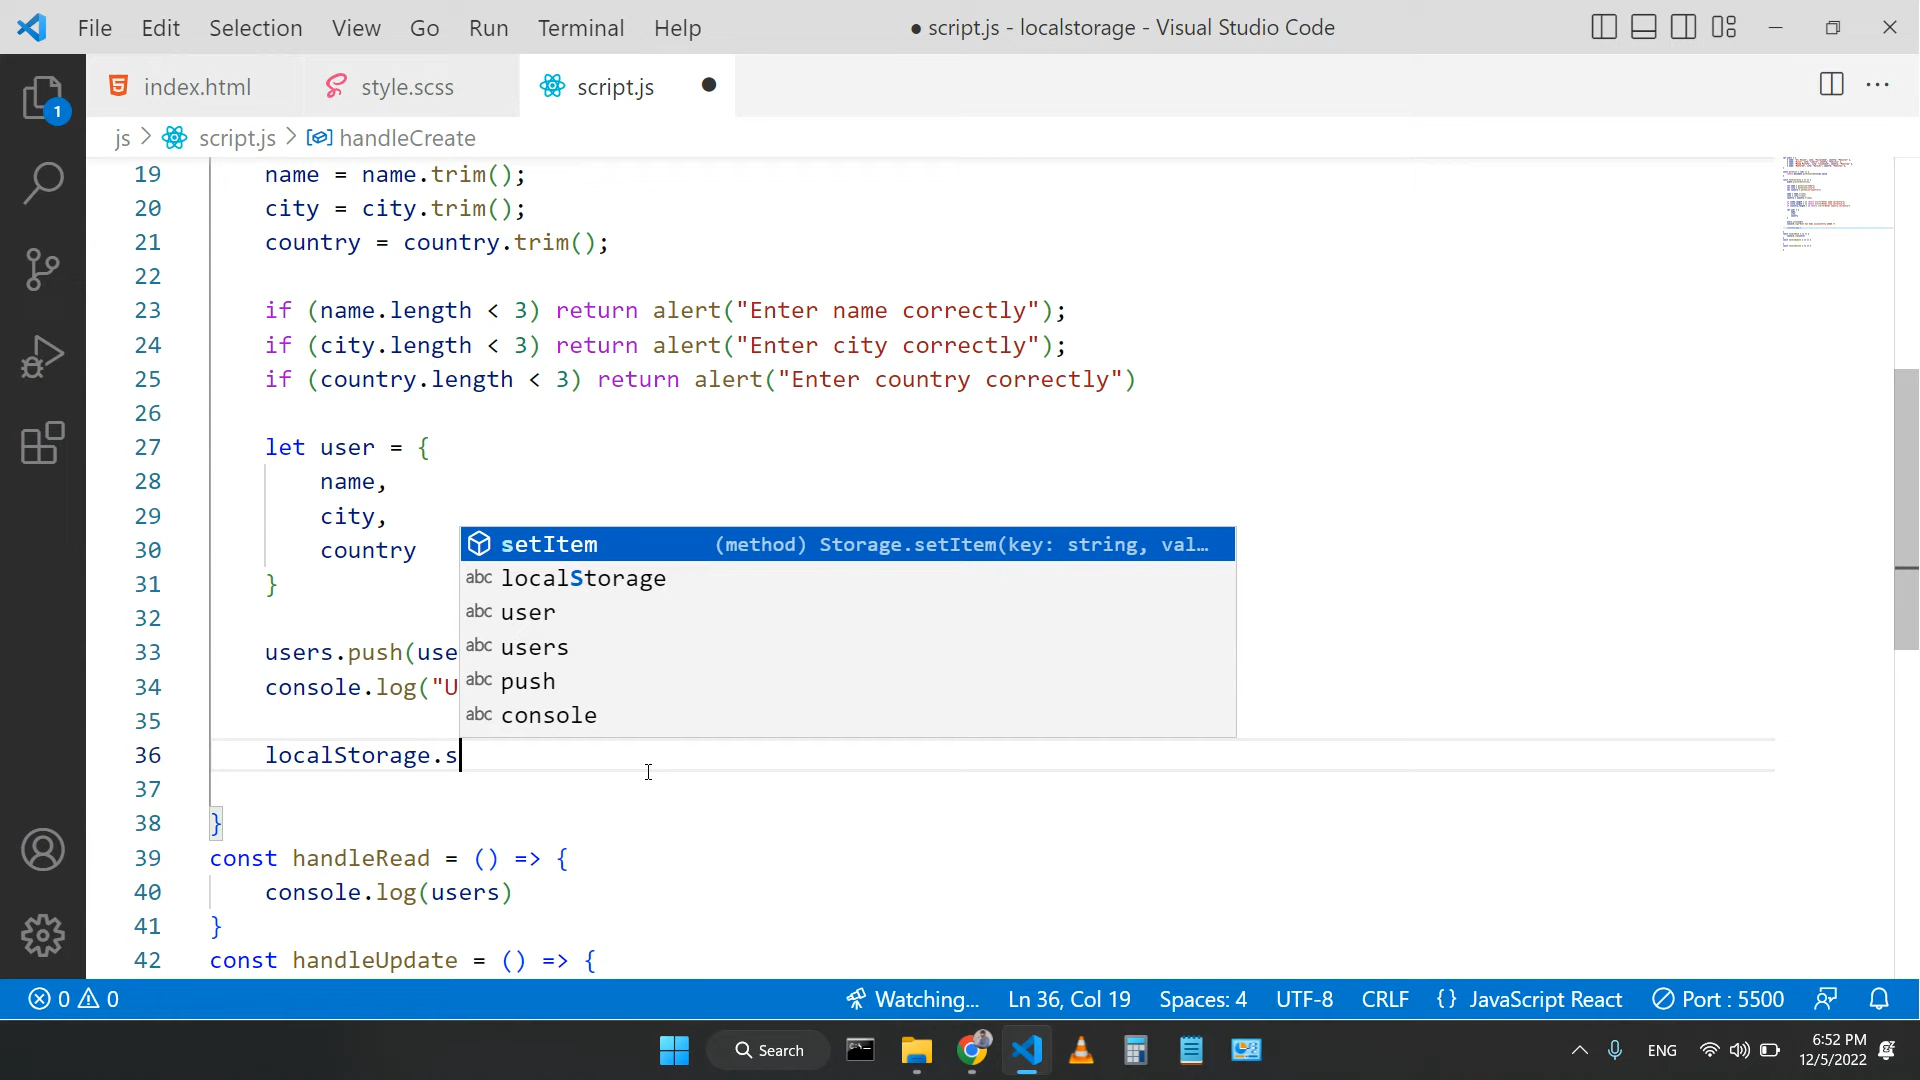 File Edit Selection View Go Run Terminal Help
● script.js - localstorage - Visual Studio Code
index.html style.scss script.js ●
js > script.js > handleCreate
1
19 name = name.trim();
20 city = city.trim();
21 country = country.trim();
22
23 if (name.length < 3) return alert("Enter name correctly");
24 if (city.length < 3) return alert("Enter city correctly");
25 if (country.length < 3) return alert("Enter country correctly")
26
27 let user = {
28 name,
29 city,
30 country
31 }
32
33 users.push(use
34 console.log("U
35
36 localStorage.s
37
38 }
39 const handleRead = () => {
40 console.log(users)
41 }
42 const handleUpdate = () => {
setItem (method) Storage.setItem(key: string, val…
abc localStorage
abc user
abc users
abc push
abc console
0 0 Watching... Ln 36, Col 19 Spaces: 4 UTF-8 CRLF {} JavaScript React Port : 5500
Search
ENG
6:52 PM
12/5/2022